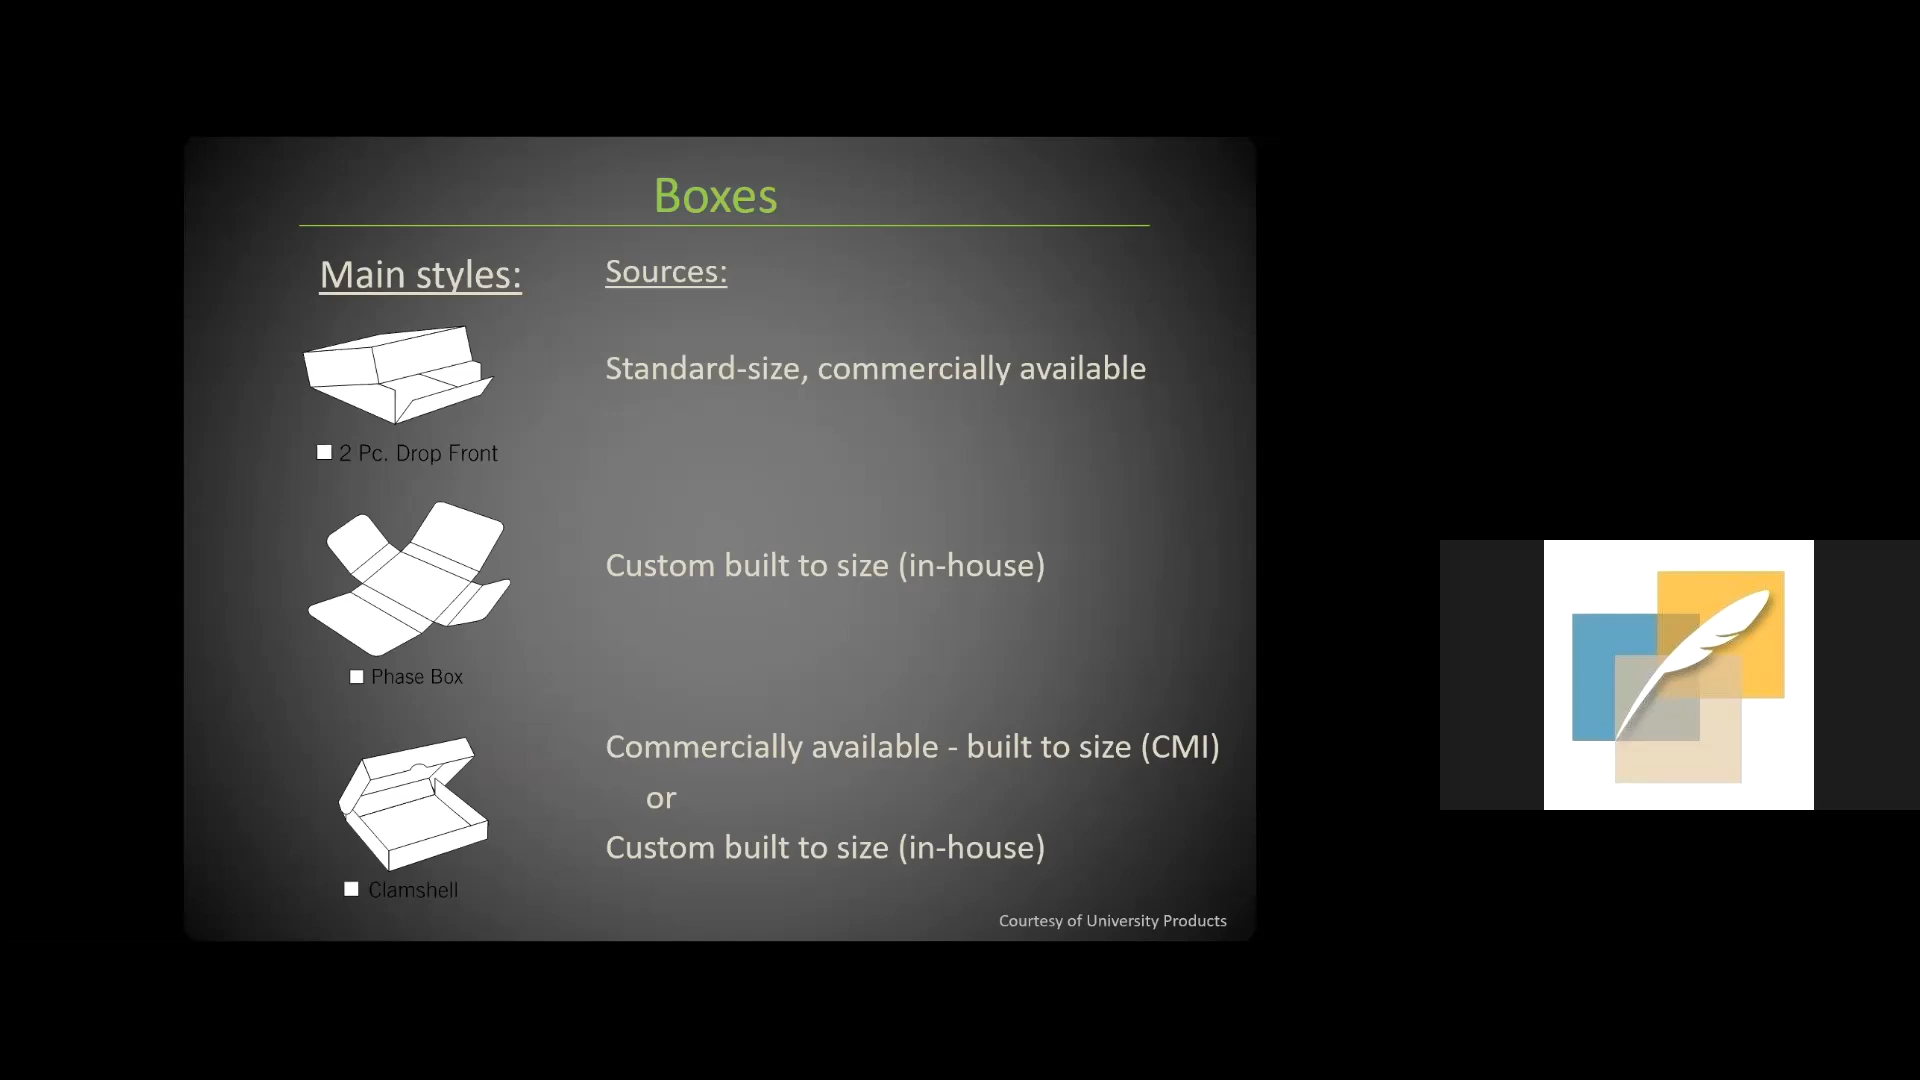 Boxes
Main styles:
Sources:
Standard-size, commercially available
2 Pc. Drop Front
Custom built to size (in-house)
Phase Box
Commercially available - built to size (CMI)
or
Custom built to size (in-house)
Clamshell
Courtesy of University Products